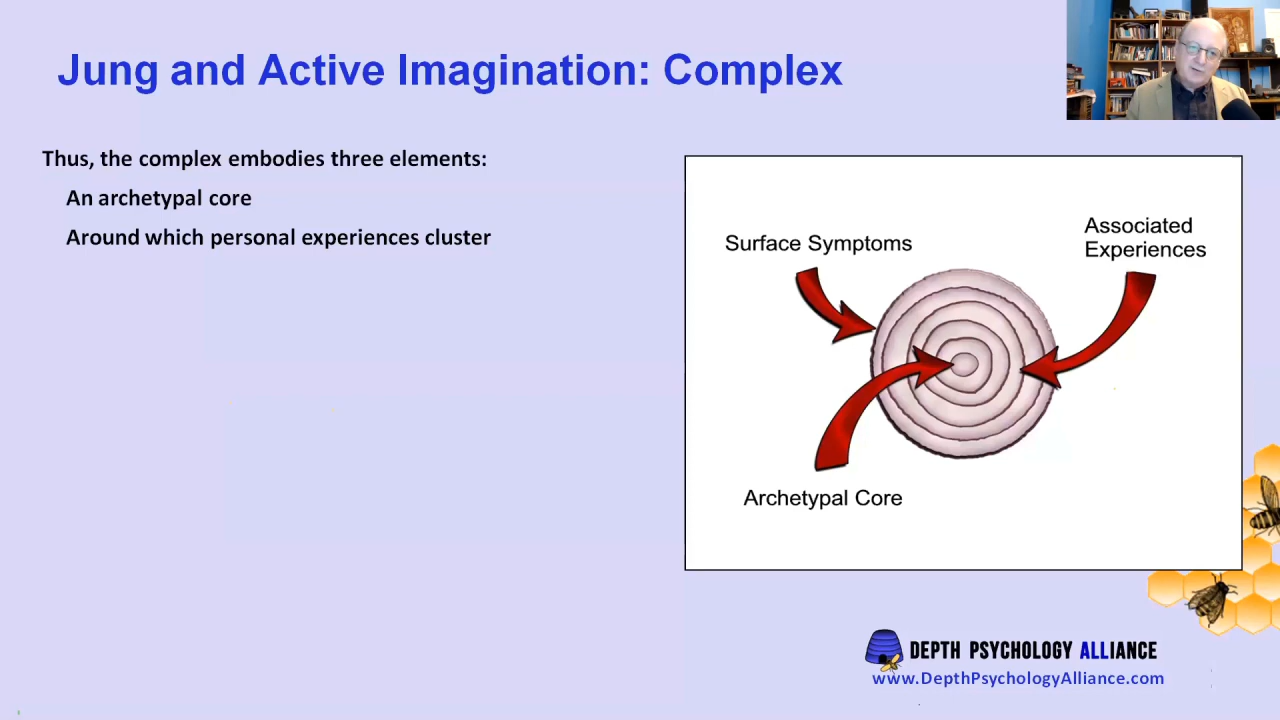 Jung and Active Imagination: Complex
Thus, the complex embodies three elements:
An archetypal core
Around which personal experiences cluster
Surface Symptoms
Associated
Experiences
Archetypal Core
DEPTH PSYCHOLOGY ALLIANCE
www.DepthPsychologyAlliance.com